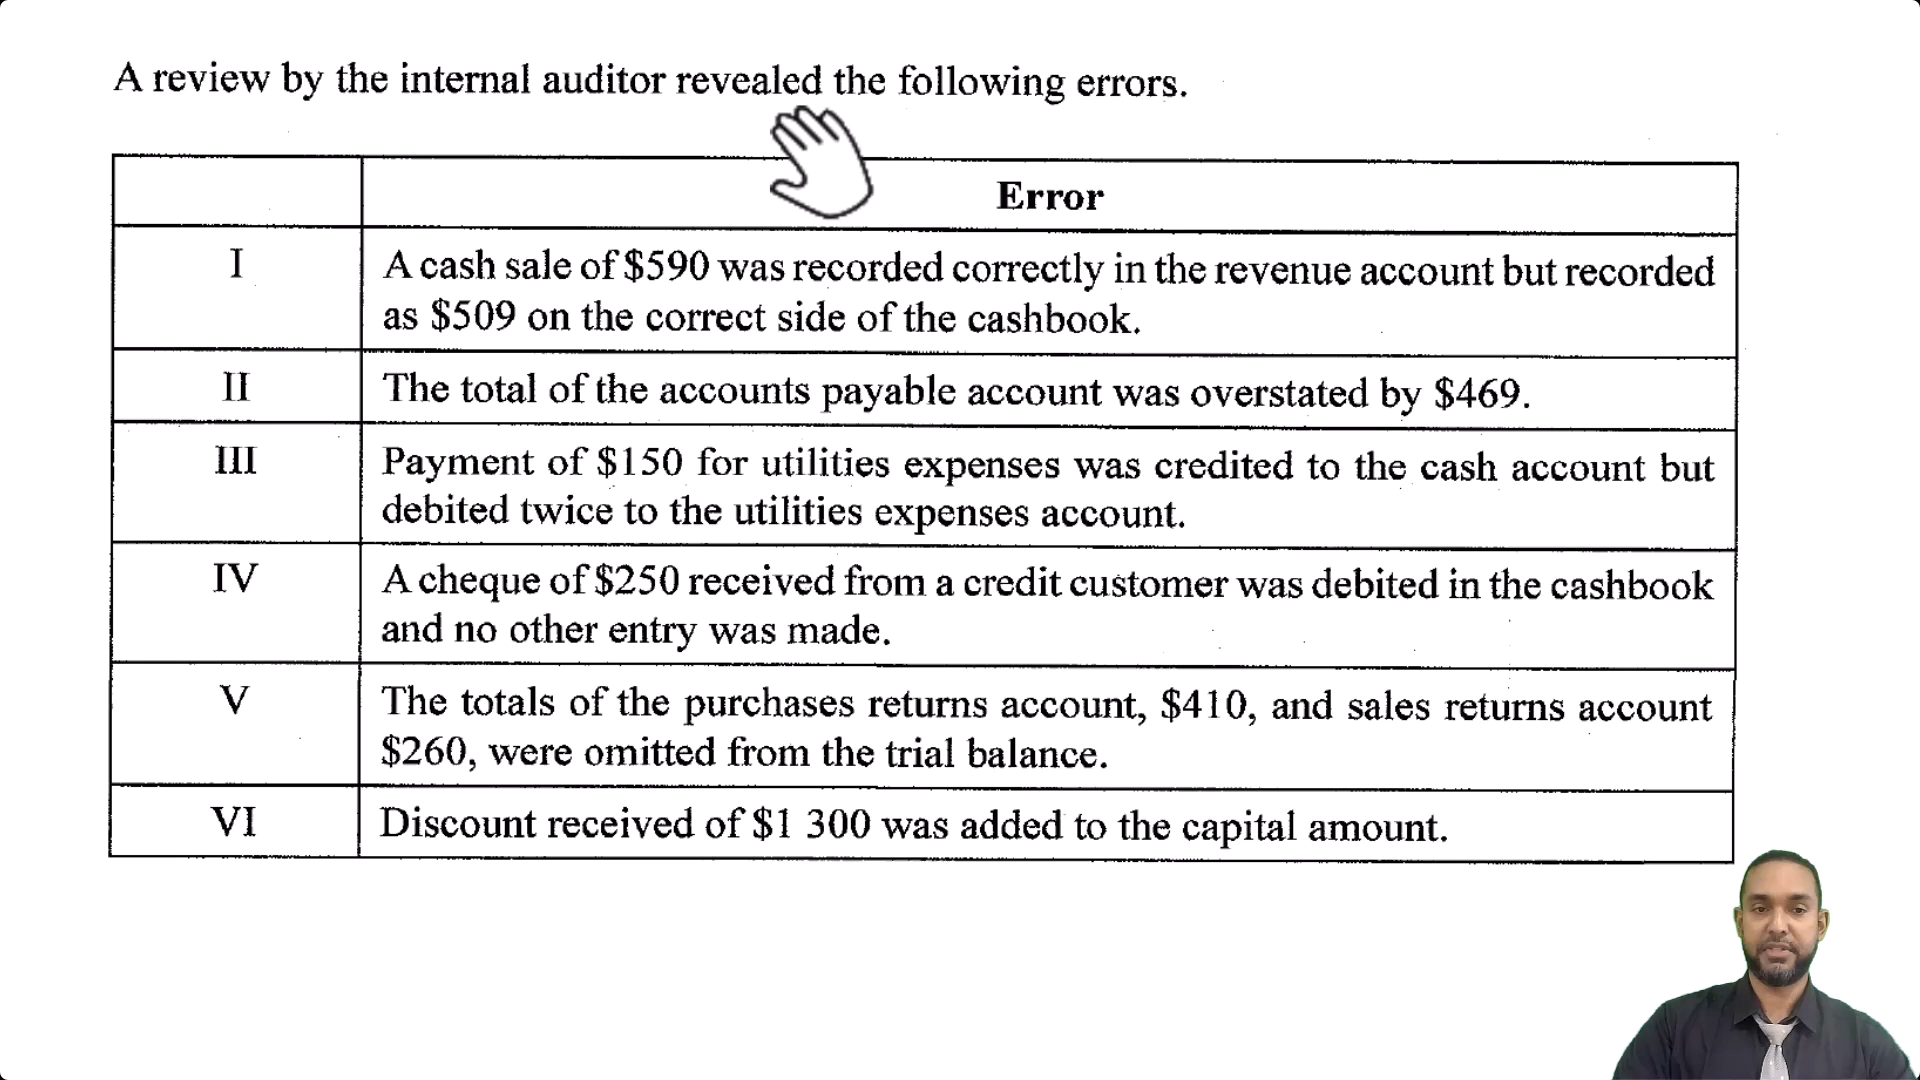 A review by the internal auditor revealed the following errors.
Error
I
A cash sale of $590 was recorded correctly in the revenue account but recorded
as $509 on the correct side of the cashbook.
II
The total of the accounts payable account was overstated by $469.
III
Payment of $150 for utilities expenses was credited to the cash account but
debited twice to the utilities expenses account.
IV
A cheque of $250 received from a credit customer was debited in the cashbook
and no other entry was made.
V
The totals of the purchases returns account, $410, and sales returns account
$260, were omitted from the trial balance.
VI
Discount received of $1 300 was added to the capital amount.